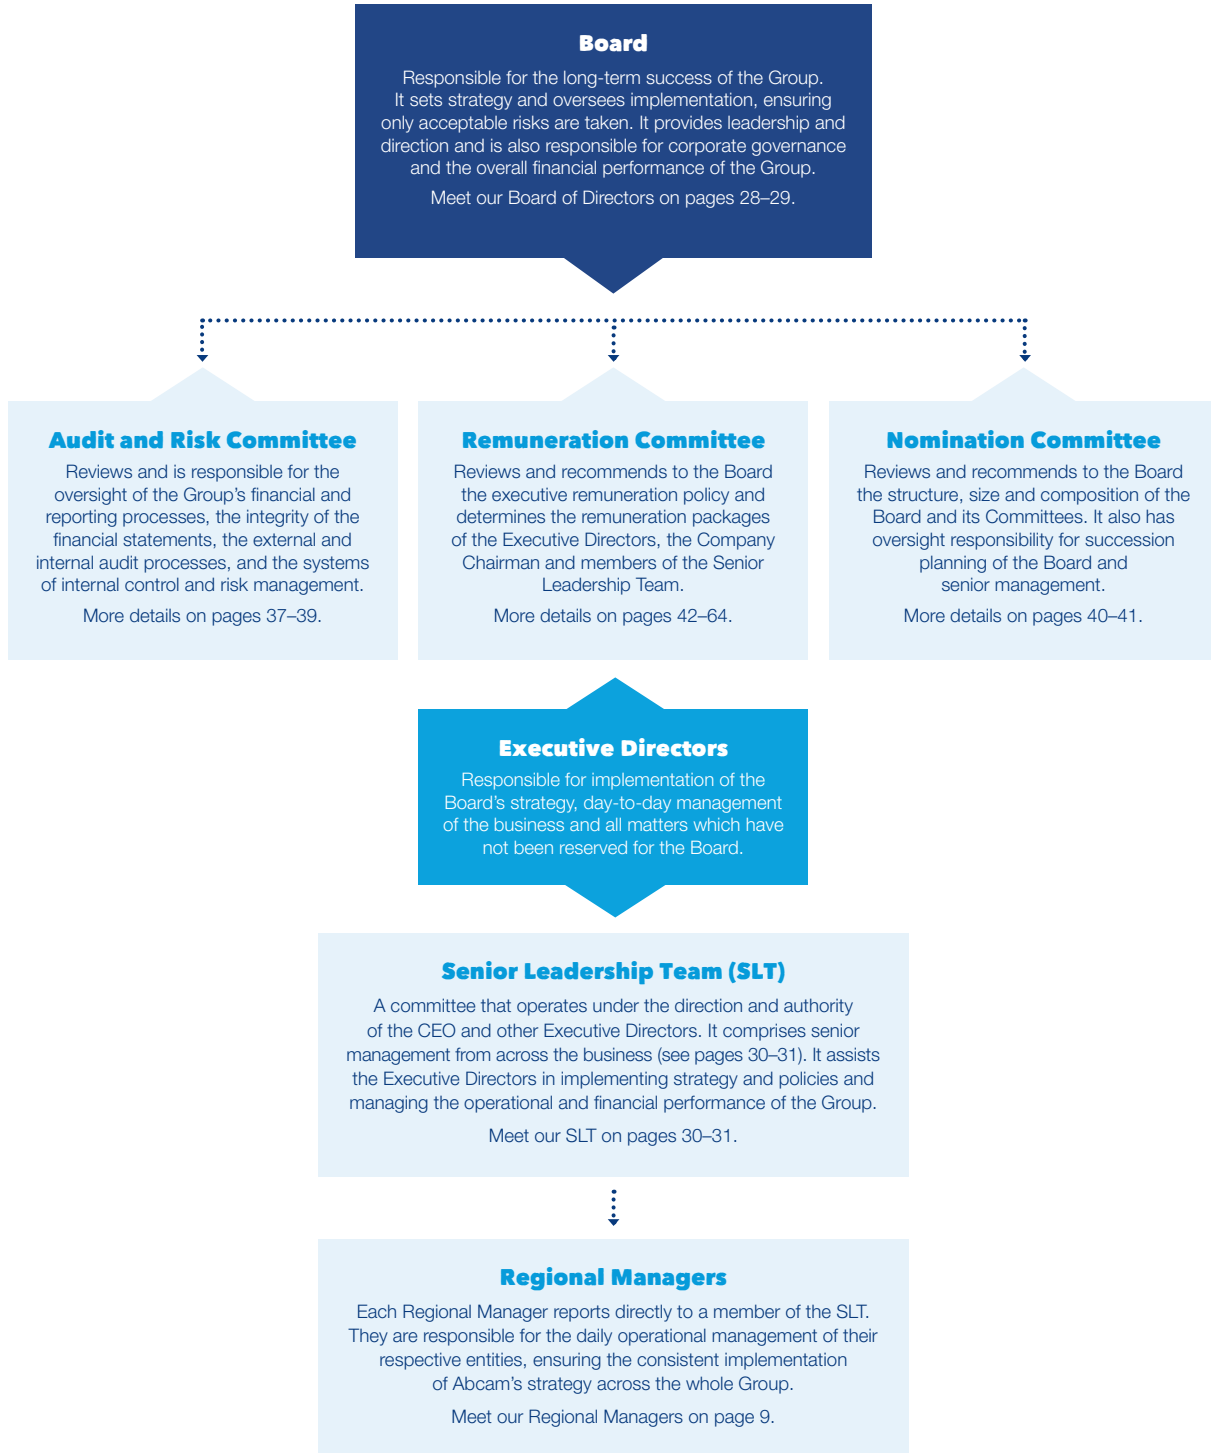 Board
Responsible for the long-term success of the Group.
It sets strategy and oversees implementation, ensuring
only acceptable risks are taken. It provides leadership and
direction and is also responsible for corporate governance
and the overall financial performance of the Group.
Meet our Board of Directors on pages 28–29.
Audit and Risk Committee
Reviews and is responsible for the
oversight of the Group's financial and
reporting processes, the integrity of the
financial statements, the external and
internal audit processes, and the systems
of internal control and risk management.
More details on pages 37–39.
Remuneration Committee
Reviews and recommends to the Board
the executive remuneration policy and
determines the remuneration packages
of the Executive Directors, the Company
Chairman and members of the Senior
Leadership Team.
More details on pages 42–64.
Nomination Committee
Reviews and recommends to the Board
the structure, size and composition of the
Board and its Committees. It also has
oversight responsibility for succession
planning of the Board and
senior management.
More details on pages 40–41.
Executive Directors
Responsible for implementation of the
Board's strategy, day-to-day management
of the business and all matters which have
not been reserved for the Board.
Senior Leadership Team (SLT)
A committee that operates under the direction and authority
of the CEO and other Executive Directors. It comprises senior
management from across the business (see pages 30–31). It assists
the Executive Directors in implementing strategy and policies and
managing the operational and financial performance of the Group.
Meet our SLT on pages 30–31.
Regional Managers
Each Regional Manager reports directly to a member of the SLT.
They are responsible for the daily operational management of their
respective entities, ensuring the consistent implementation
of Abcam's strategy across the whole Group.
Meet our Regional Managers on page 9.